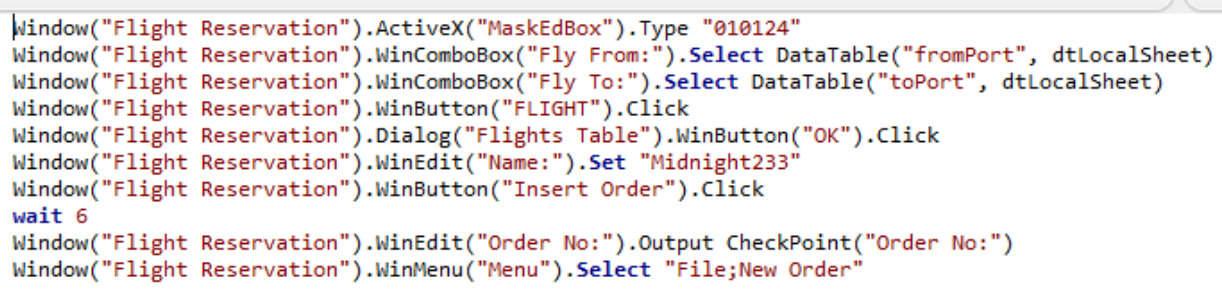 Window("Flight Reservation").ActiveX("MaskEdBox").Type "010124"
Window("Flight Reservation").WinComboBox("Fly From:").Select DataTable("fromPort", dtLocalSheet)
Window("Flight Reservation").WinComboBox("Fly To:").Select DataTable("toPort", dtLocalSheet)
Window("Flight Reservation").WinButton("FLIGHT").Click
Window("Flight Reservation").Dialog("Flights Table").WinButton("OK").Click
Window("Flight Reservation").WinEdit("Name:").Set "Midnight233"
Window("Flight Reservation").WinButton("Insert Order").Click
wait 6
Window("Flight Reservation").WinEdit("Order No:").Output CheckPoint("Order No:")
Window("Flight Reservation").WinMenu("Menu").Select "File;New Order"